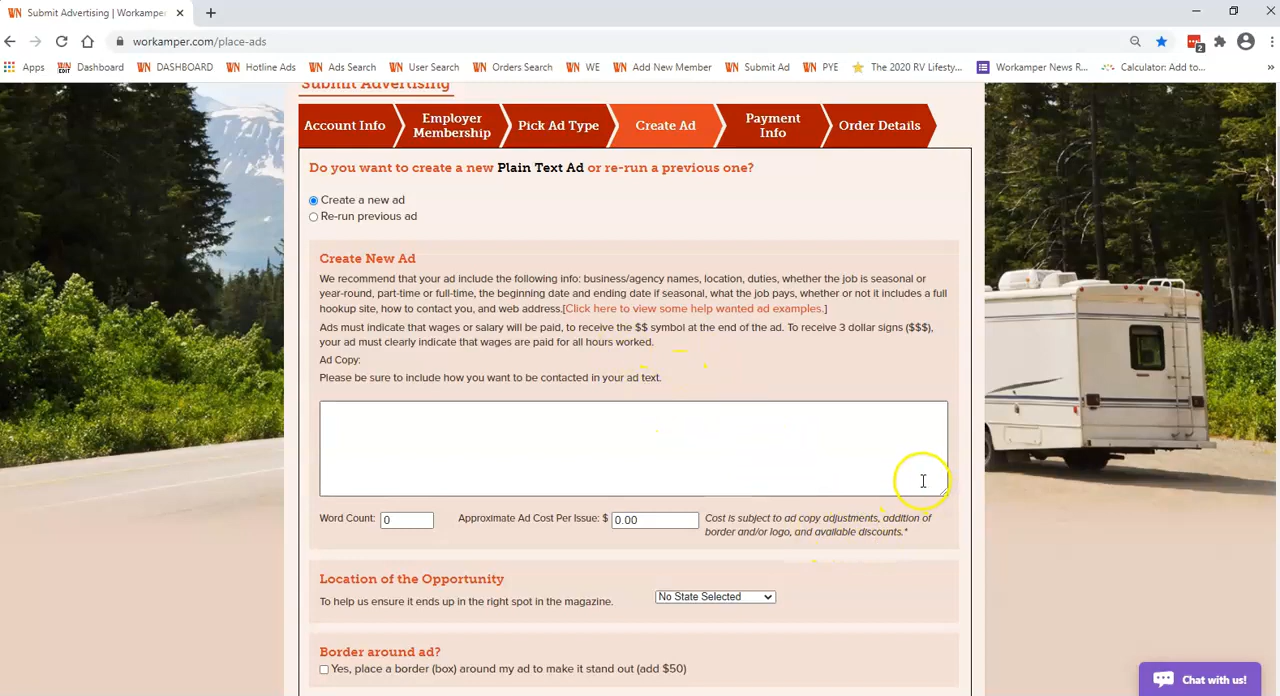 WN Submit Advertising | Workamper
workamper.com/place-ads
2
Apps WN EDIT Dashboard WN DASHBOARD WN Hotline Ads WN Ads Search WN User Search WN Orders Search WN WE WN Add New Member WN Submit Ad WN PYE The 2020 RV Lifesty... Workamper News R... Calculator: Add to... »
Submit Advertising
Account Info
Employer
Membership
Pick Ad Type
Create Ad
Payment
Info
Order Details
Do you want to create a new Plain Text Ad or re-run a previous one?
Create a new ad
Re-run previous ad
Create New Ad
We recommend that your ad include the following info: business/agency names, location, duties, whether the job is seasonal or
year-round, part-time or full-time, the beginning date and ending date if seasonal, what the job pays, whether or not it includes a full
hookup site, how to contact you, and web address.[Click here to view some help wanted ad examples.]
Ads must indicate that wages or salary will be paid, to receive the $$ symbol at the end of the ad. To receive 3 dollar signs ($$$),
your ad must clearly indicate that wages are paid for all hours worked.
Ad Copy:
Please be sure to include how you want to be contacted in your ad text.
Word Count: 0 Approximate Ad Cost Per Issue: $ 0.00 Cost is subject to ad copy adjustments, addition of
border and/or logo, and available discounts.*
Location of the Opportunity
To help us ensure it ends up in the right spot in the magazine. No State Selected
Border around ad?
Yes, place a border (box) around my ad to make it stand out (add $50)
Chat with us!